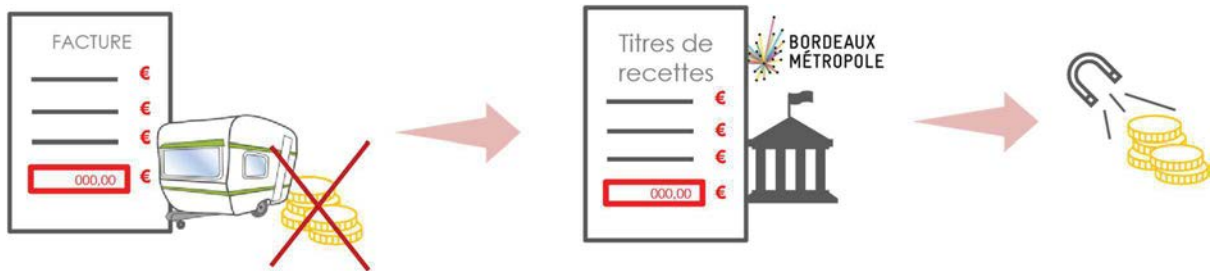 FACTURE
€
€
€
000,00 €
Titres de
recettes
€
€
€
000,00 €
BORDEAUX
MÉTROPOLE